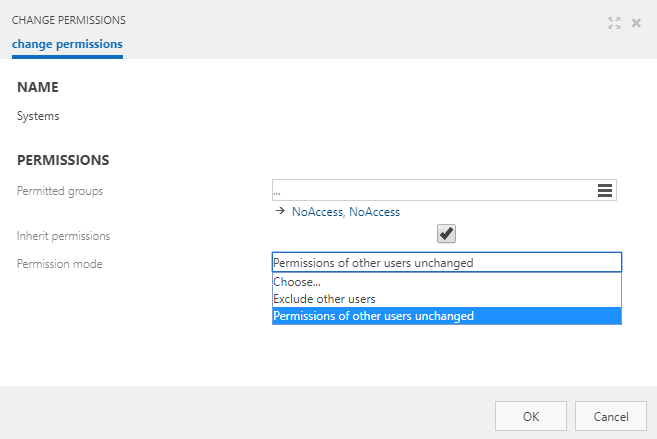 CHANGE PERMISSIONS
change permissions
NAME
Systems
PERMISSIONS
Permitted groups ...
NoAccess, NoAccess
Inherit permissions
Permission mode Permissions of other users unchanged
Choose...
Exclude other users
Permissions of other users unchanged
OK Cancel